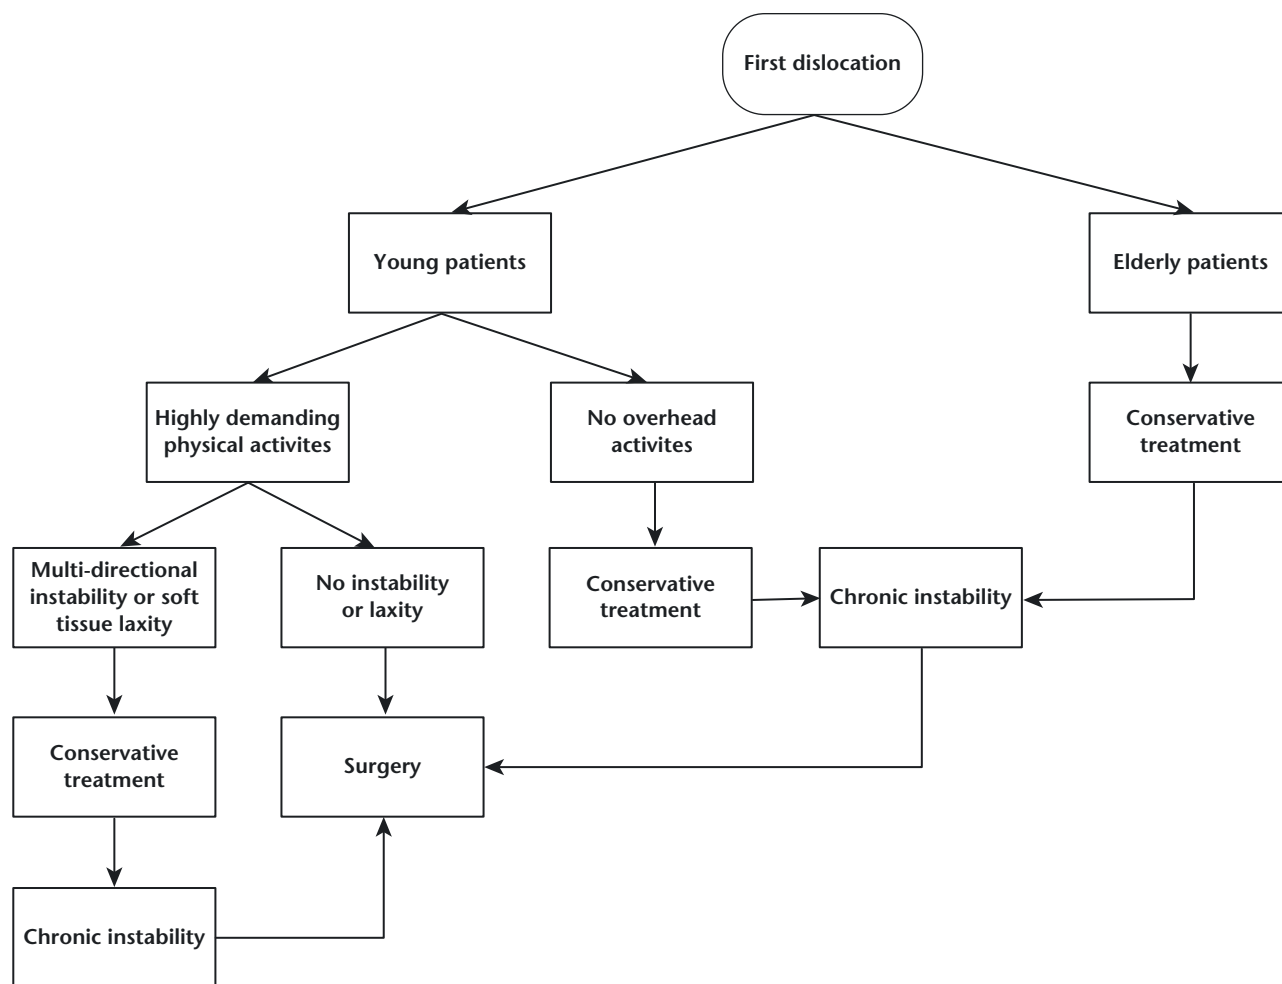 First dislocation
Young patients
Elderly patients
Highly demanding
physical activites
No overhead
activites
Conservative
treatment
Multi-directional
instability or soft
tissue laxity
No instability
or laxity
Conservative
treatment
Chronic instability
Conservative
treatment
Surgery
Chronic instability